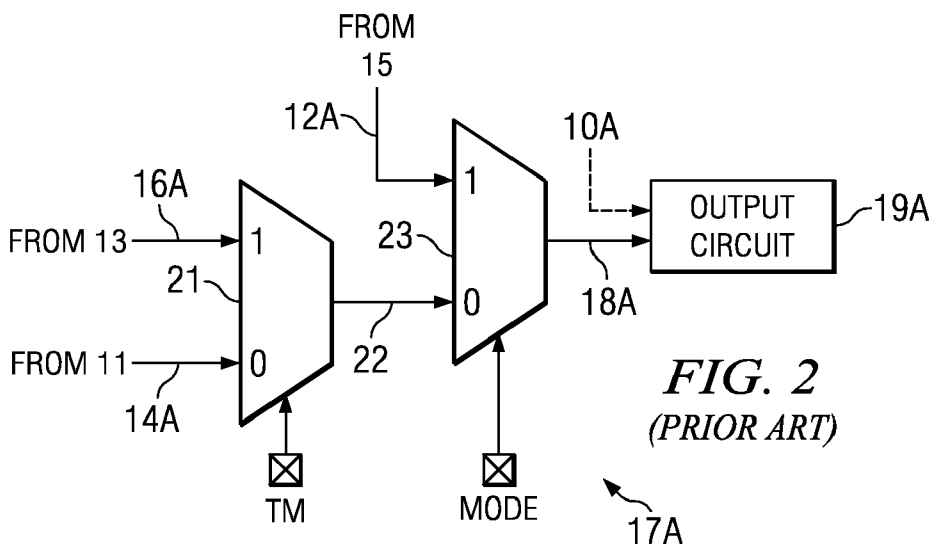 FROM
15
12A
10A
16A
1
OUTPUT
CIRCUIT
19A
FROM 13
1
23
21
18A
0
22
FROM 11
0
14A
FIG. 2
(PRIOR ART)
TM
MODE
17A